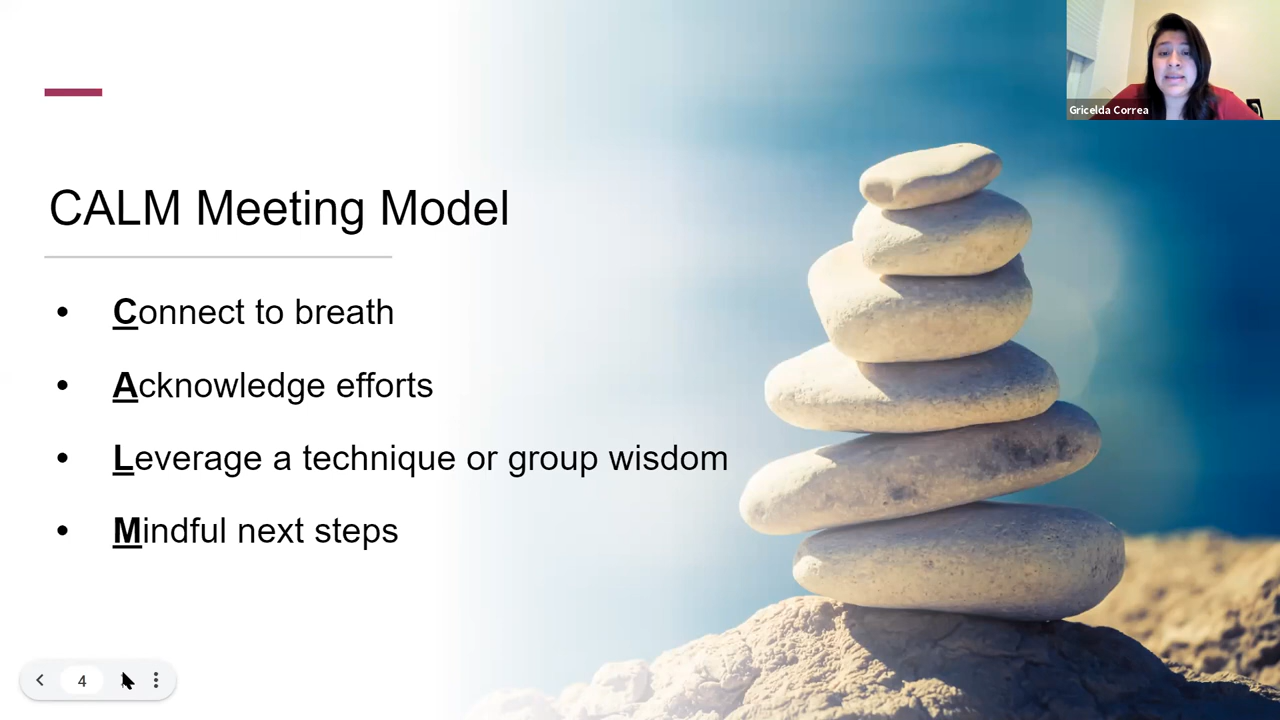 Gricelda Correa
CALM Meeting Model
• Connect to breath
• Acknowledge efforts
• Leverage a technique or group wisdom
• Mindful next steps
4